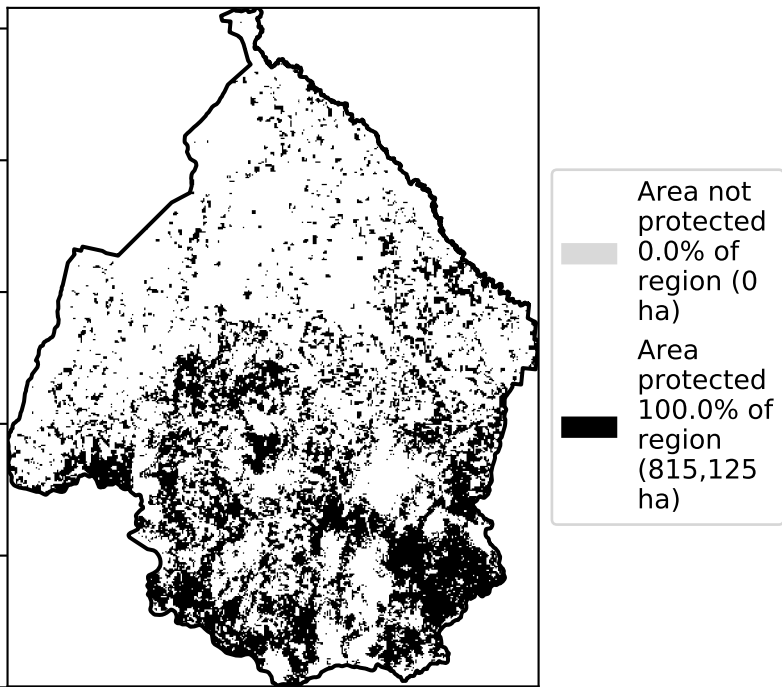 Area not
protected
0.0% of
region (0
ha)
Area
protected
100.0% of
region
(815,125
ha)